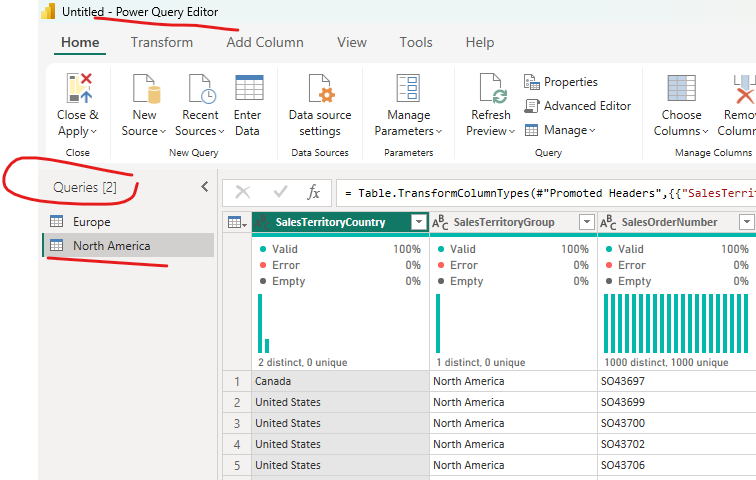 Untitled - Power Query Editor
Home Transform Add Column View Tools Help
Close & Apply New Source Recent Sources Enter Data Data source settings Manage Parameters Refresh Preview Properties Advanced Editor Manage Choose Columns
Close New Query Data Sources Parameters Query Manage Columns
Queries [2] fx = Table.TransformColumnTypes(#"Promoted Headers",{{"SalesTerrit
Europe
North America
SalesTerritoryCountry ABC SalesTerritoryGroup ABC SalesOrderNumber
Valid 100% Valid 100% Valid 100%
Error 0% Error 0% Error 0%
Empty 0% Empty 0% Empty 0%
2 distinct, 0 unique 1 distinct, 0 unique 1000 distinct, 1000 unique
1 Canada North America SO43697
2 United States North America SO43699
3 United States North America SO43700
4 United States North America SO43702
5 United States North America SO43706